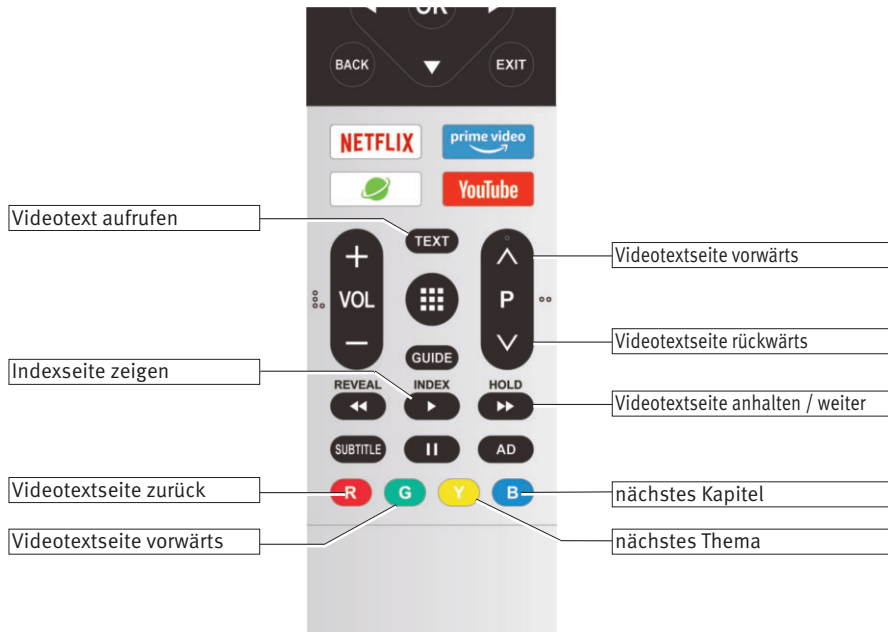 OK
BACK
EXIT
NETFLIX
prime video
YouTube
Videotext aufrufen
TEXT
Videotextseite vorwärts
VOL
P
Videotextseite rückwärts
GUIDE
Indexseite zeigen
REVEAL INDEX HOLD
Videotextseite anhalten / weiter
SUBTITLE
AD
Videotextseite zurück
R G Y B
nächstes Kapitel
Videotextseite vorwärts
nächstes Thema